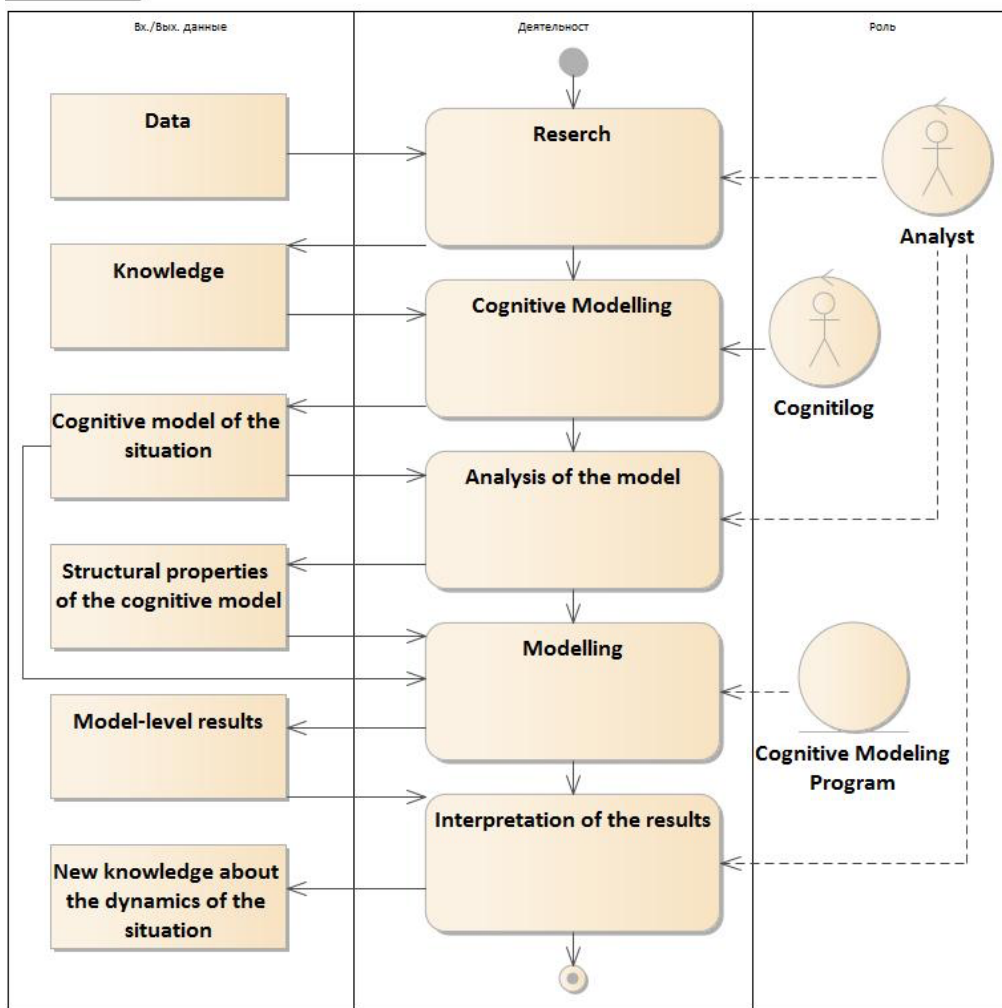 Вх./Вых. данные
Деятельност
Роль
Data
Reserch
Analyst
Knowledge
Cognitive Modelling
Cognitilog
Cognitive model of the
situation
Analysis of the model
Structural properties
of the cognitive model
Modelling
Cognitive Modeling
Program
Model-level results
Interpretation of the results
New knowledge about
the dynamics of the
situation